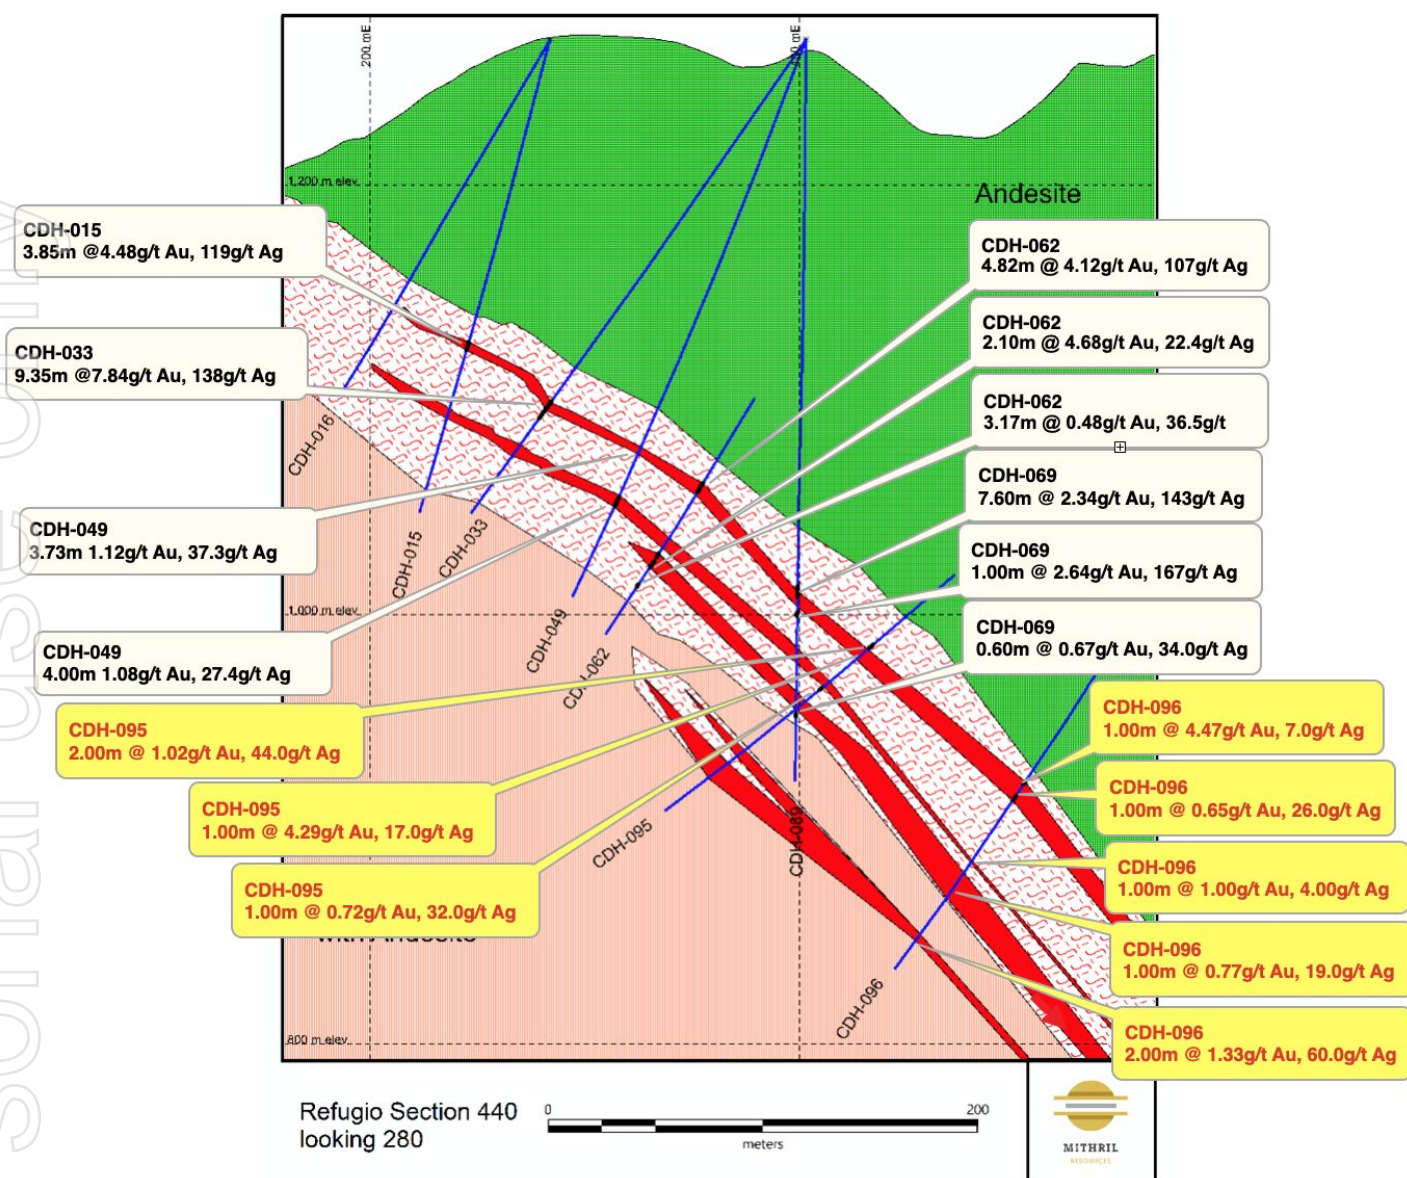 200 mE
mE
1,200 m elev
Andesite
CDH-015
3.85m @4.48g/t Au, 119g/t Ag
CDH-033
9.35m @7.84g/t Au, 138g/t Ag
CDH-049
3.73m 1.12g/t Au, 37.3g/t Ag
CDH-049
4.00m 1.08g/t Au, 27.4g/t Ag
CDH-095
2.00m @ 1.02g/t Au, 44.0g/t Ag
CDH-095
1.00m @ 4.29g/t Au, 17.0g/t Ag
CDH-095
1.00m @ 0.72g/t Au, 32.0g/t Ag
with Andesite
CDH-062
4.82m @ 4.12g/t Au, 107g/t Ag
CDH-062
2.10m @ 4.68g/t Au, 22.4g/t Ag
CDH-062
3.17m @ 0.48g/t Au, 36.5g/t
CDH-069
7.60m @ 2.34g/t Au, 143g/t Ag
CDH-069
1.00m @ 2.64g/t Au, 167g/t Ag
CDH-069
0.60m @ 0.67g/t Au, 34.0g/t Ag
CDH-096
1.00m @ 4.47g/t Au, 7.0g/t Ag
CDH-096
1.00m @ 0.65g/t Au, 26.0g/t Ag
CDH-096
1.00m @ 1.00g/t Au, 4.00g/t Ag
CDH-096
1.00m @ 0.77g/t Au, 19.0g/t Ag
CDH-096
2.00m @ 1.33g/t Au, 60.0g/t Ag
CDH-016
CDH-015
CDH-033
CDH-049
CDH-062
CDH-095
CDH-069
CDH-096
1,000 m elev
800 m elev
Refugio Section 440
looking 280
0
200
meters
MITHRIL
RESOURCES